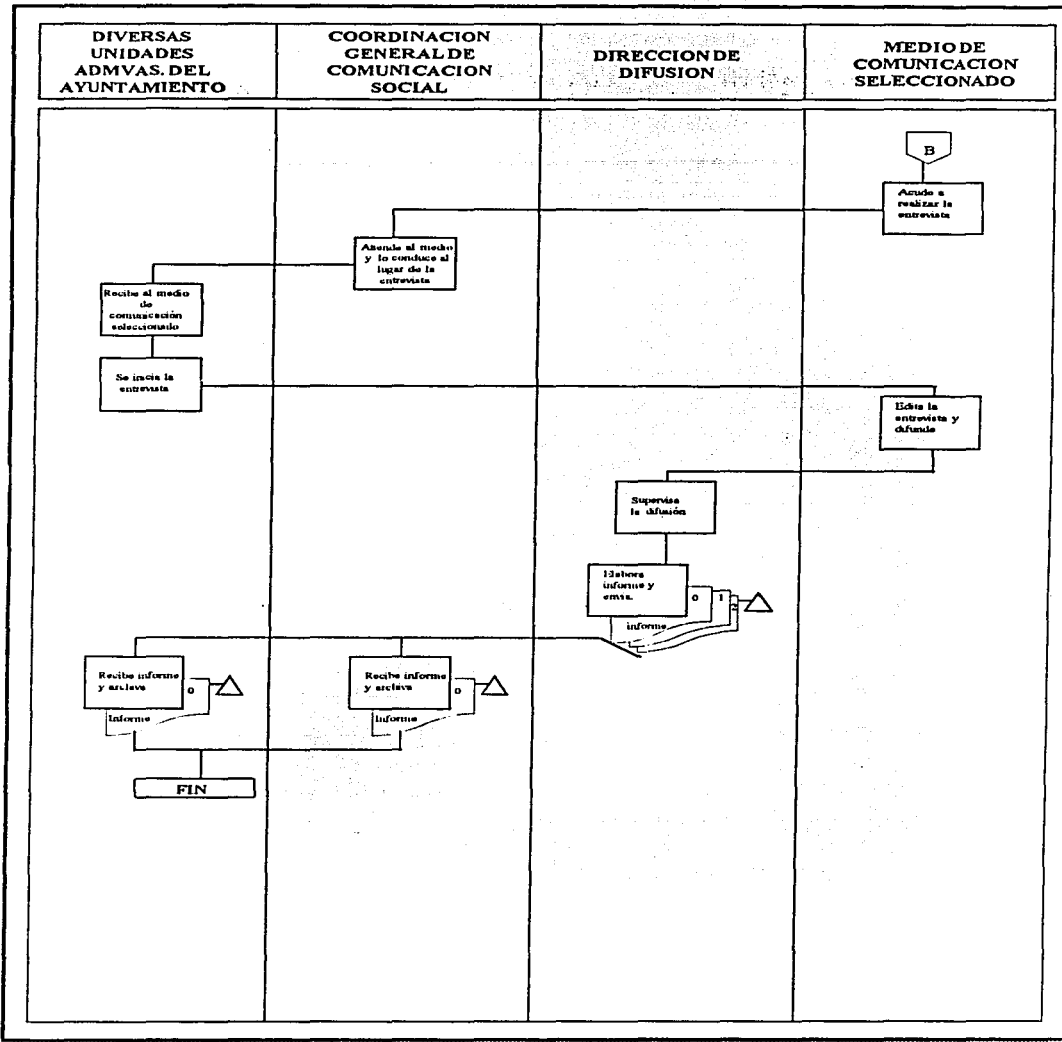 DIVERSAS
UNIDADES
ADMVAS. DEL
AYUNTAMIENTO
COORDINACION
GENERAL DE
COMUNICACION
SOCIAL
DIRECCION DE
DIFUSION
MEDIO DE
COMUNICACION
SELECCIONADO
B
Acude a
realizar la
entrevista
Atiende al medio
y lo conduce al
lugar de la
entrevista
Recibe al medio
de
comunicación
seleccionado
Se inicia la
entrevista
Edita la
entrevista y
difunde
Supervisa
la difusión
Elabora
informe y
envia.
0
1
2
informe
Recibe informe
y archiva
0
Informe
Recibe informe
y archiva
0
Informe
FIN